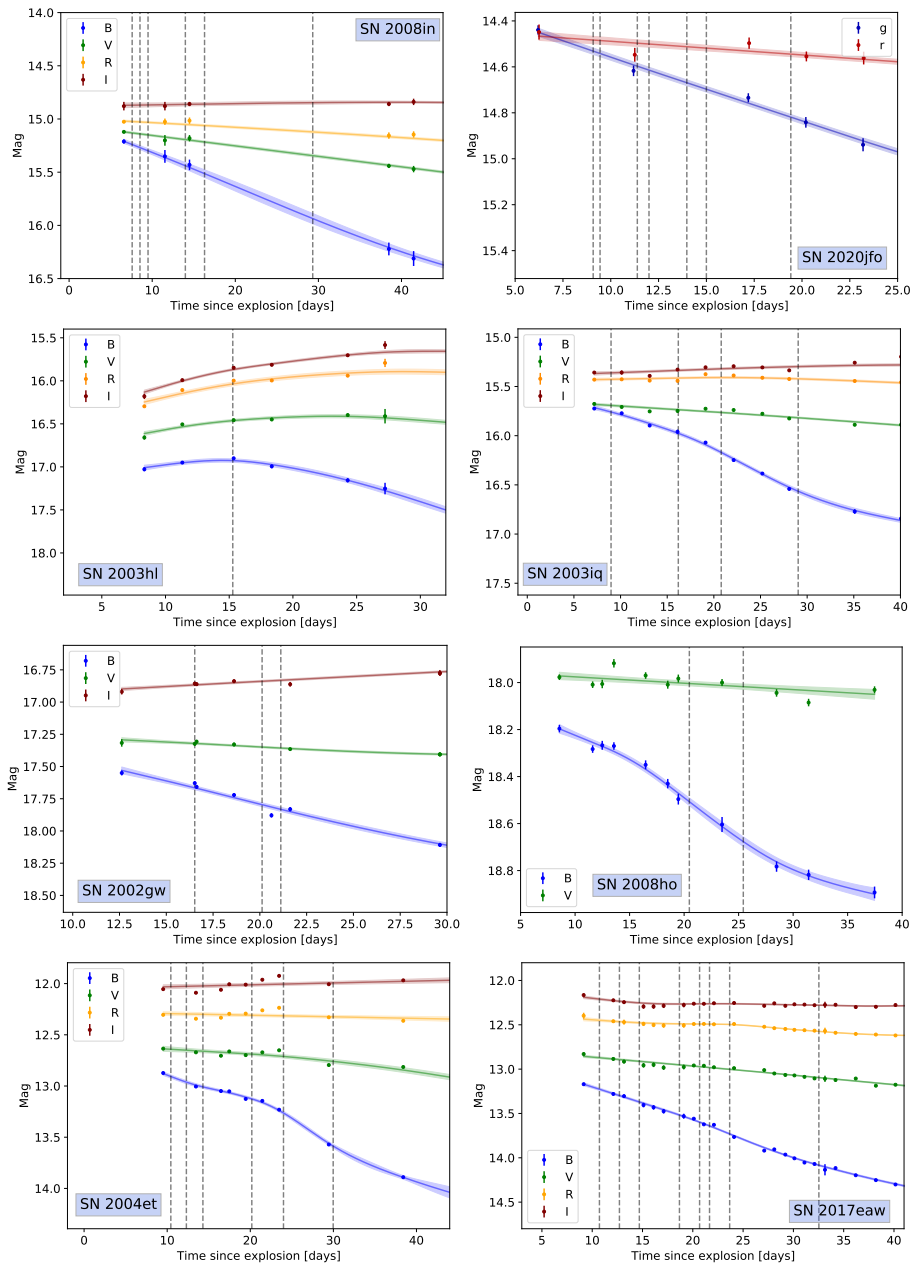 SN 2008in
B
V
R
I
14.0
14.5
15.0
15.5
16.0
16.5
Mag
0 10 20 30 40
Time since explosion [days]
g
r
14.4
14.6
14.8
15.0
15.2
15.4
Mag
SN 2020jfo
5.0 7.5 10.0 12.5 15.0 17.5 20.0 22.5 25.0
Time since explosion [days]
B
V
R
I
15.5
16.0
16.5
17.0
17.5
18.0
Mag
SN 2003hl
5 10 15 20 25 30
Time since explosion [days]
B
V
R
I
15.0
15.5
16.0
16.5
17.0
17.5
Mag
SN 2003iq
0 5 10 15 20 25 30 35 40
Time since explosion [days]
B
V
I
16.75
17.00
17.25
17.50
17.75
18.00
18.25
18.50
Mag
SN 2002gw
10.0 12.5 15.0 17.5 20.0 22.5 25.0 27.5 30.0
Time since explosion [days]
18.0
18.2
18.4
18.6
18.8
Mag
B
V
SN 2008ho
5 10 15 20 25 30 35 40
Time since explosion [days]
B
V
R
I
12.0
12.5
13.0
13.5
14.0
Mag
SN 2004et
0 10 20 30 40
Time since explosion [days]
12.0
12.5
13.0
13.5
14.0
14.5
Mag
B
V
R
I
SN 2017eaw
5 10 15 20 25 30 35 40
Time since explosion [days]